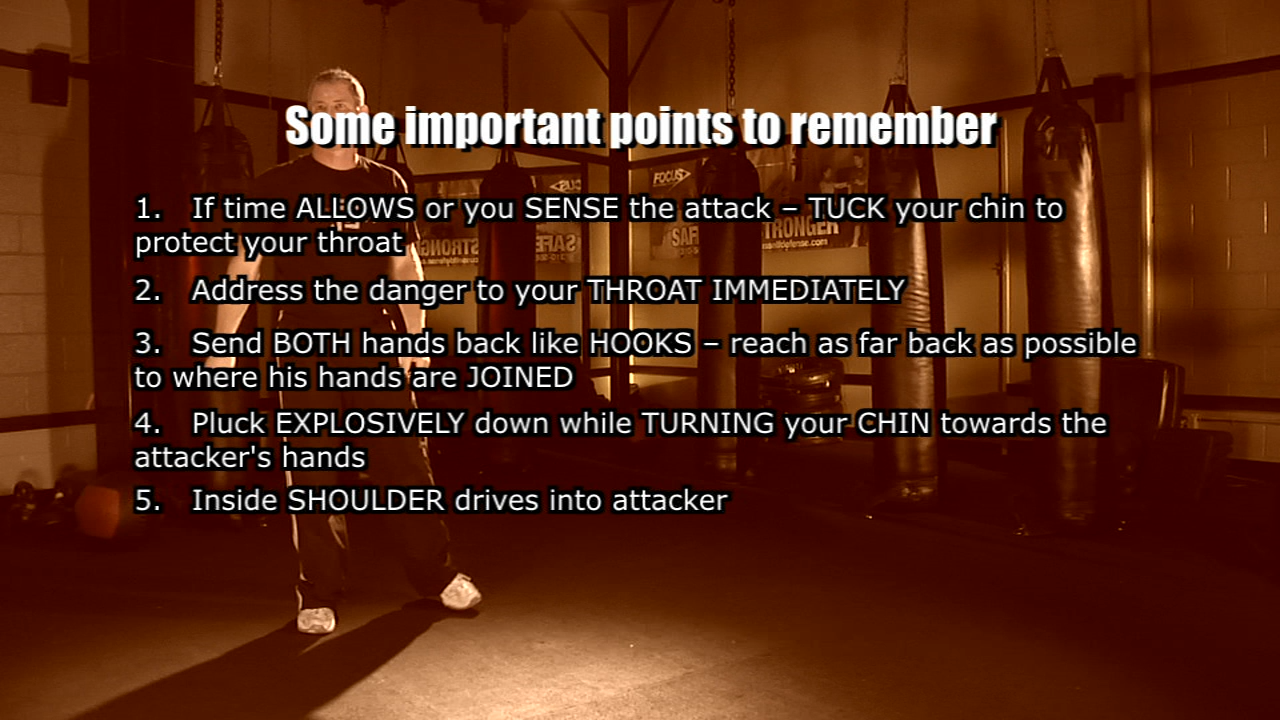 Some important points to remember
1. If time ALLOWS or you SENSE the attack – TUCK your chin to
protect your throat
2. Address the danger to your THROAT IMMEDIATELY
3. Send BOTH hands back like HOOKS – reach as far back as possible
to where his hands are JOINED
4. Pluck EXPLOSIVELY down while TURNING your CHIN towards the
attacker's hands
5. Inside SHOULDER drives into attacker
FOCUS
STRONGER